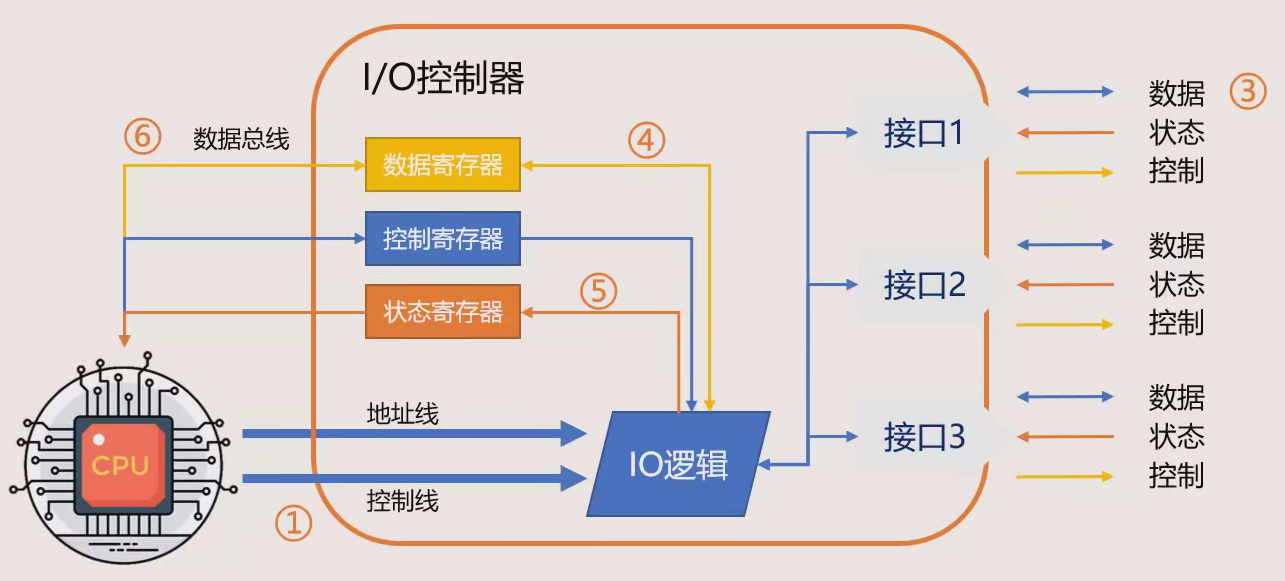 I/O控制器
⑥
数据总线
④
数据寄存器
控制寄存器
⑤
状态寄存器
CPU
地址线
控制线
①
IO逻辑
接口1
数据 ③
状态
控制
接口2
数据
状态
控制
接口3
数据
状态
控制